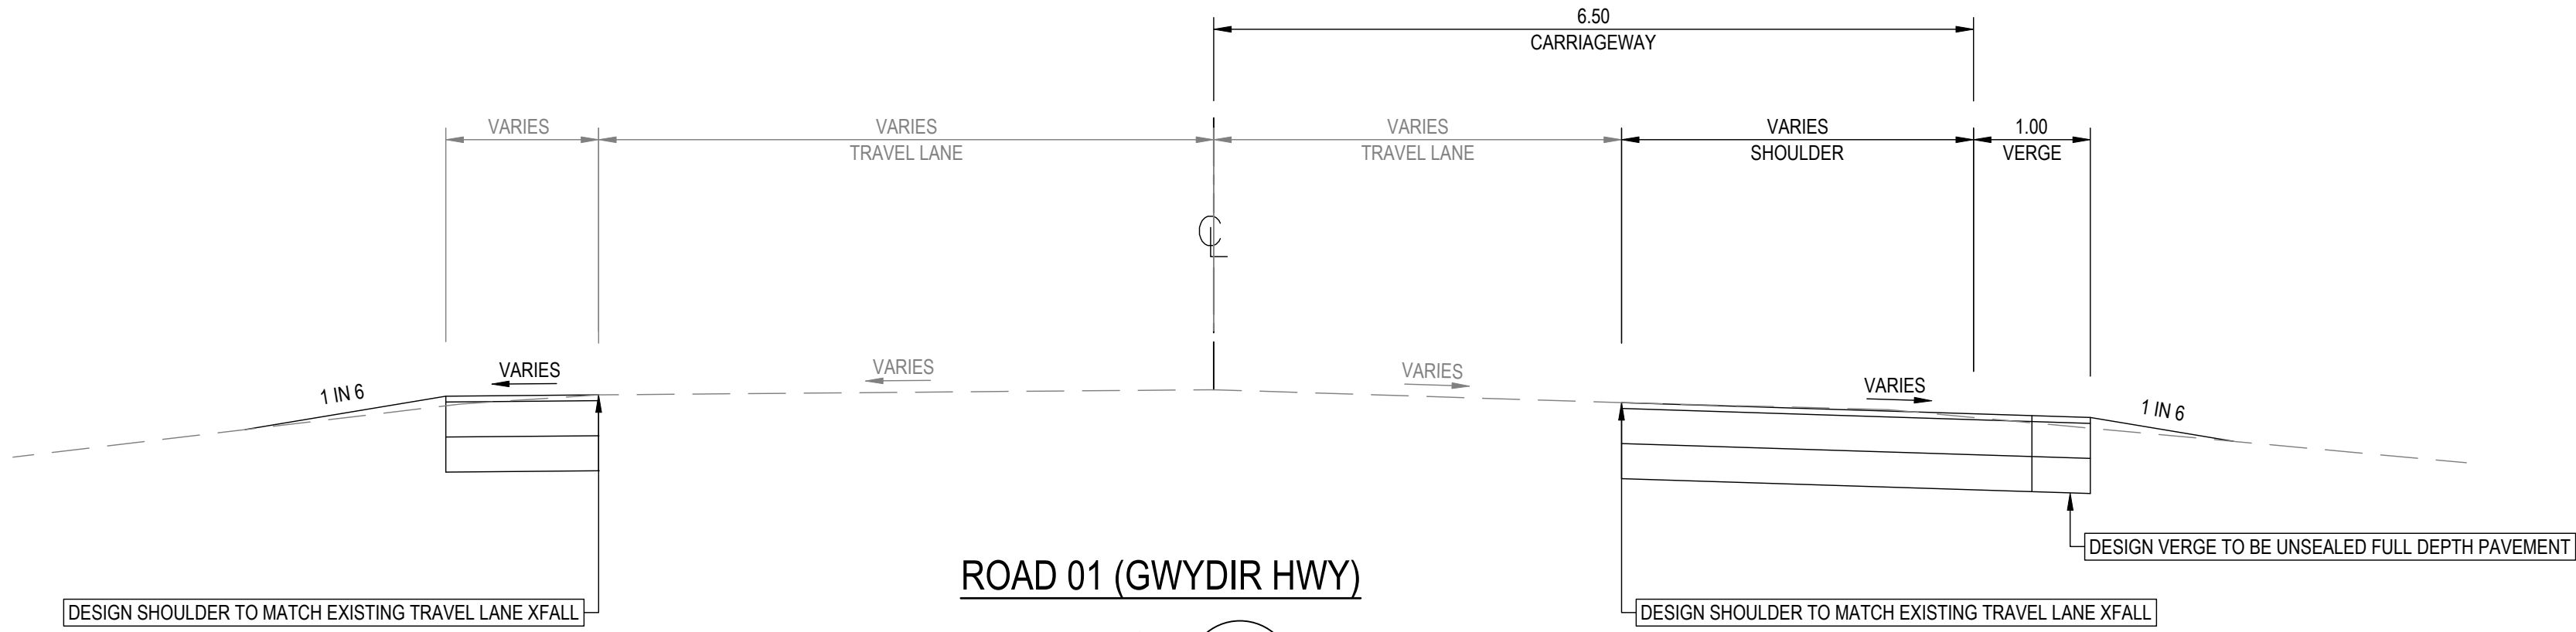 6.50
CARRIAGEWAY
VARIES
VARIES
TRAVEL LANE
VARIES
TRAVEL LANE
VARIES
SHOULDER
1.00
VERGE
CL
1 IN 6
VARIES
VARIES
VARIES
VARIES
1 IN 6
DESIGN VERGE TO BE UNSEALED FULL DEPTH PAVEMENT
ROAD 01 (GWYDIR HWY)
DESIGN SHOULDER TO MATCH EXISTING TRAVEL LANE XFALL
DESIGN SHOULDER TO MATCH EXISTING TRAVEL LANE XFALL